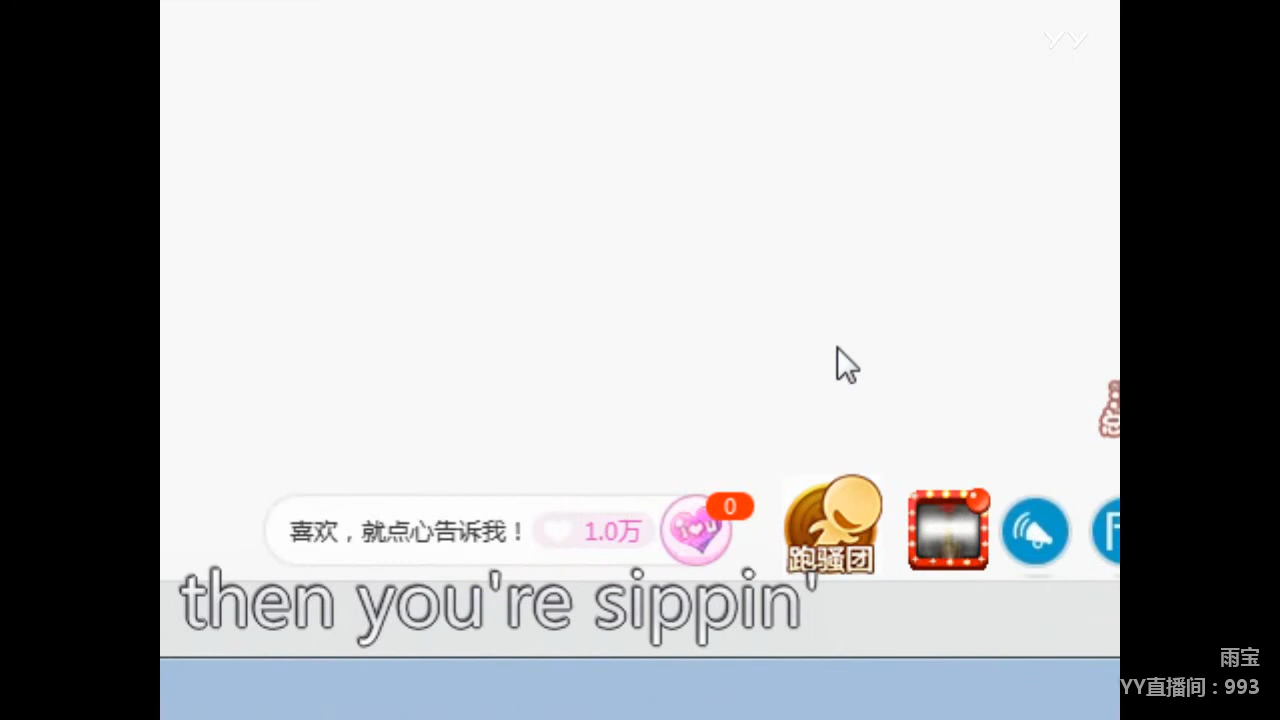 YY
总
喜欢，就点心告诉我！ 1.0万 0
跑骚团
then you're sippin'
雨宝
YY直播间：993